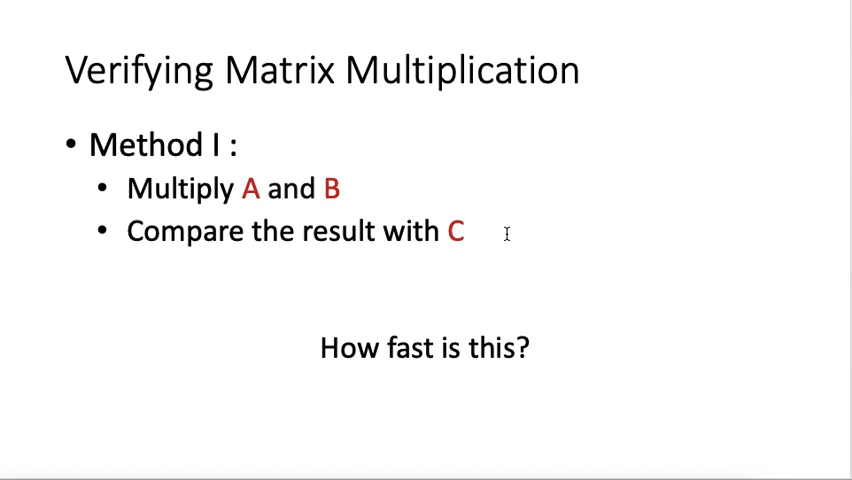 Verifying Matrix Multiplication
• Method I :
• Multiply A and B
• Compare the result with C
How fast is this?